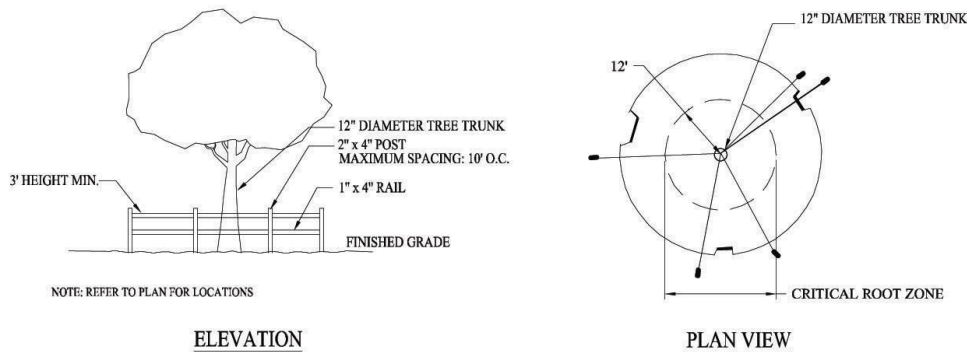 12" DIAMETER TREE TRUNK
2" x 4" POST
MAXIMUM SPACING: 10' O.C.
3' HEIGHT MIN.
1" x 4" RAIL
FINISHED GRADE
NOTE: REFER TO PLAN FOR LOCATIONS
ELEVATION
12" DIAMETER TREE TRUNK
12'
CRITICAL ROOT ZONE
PLAN VIEW